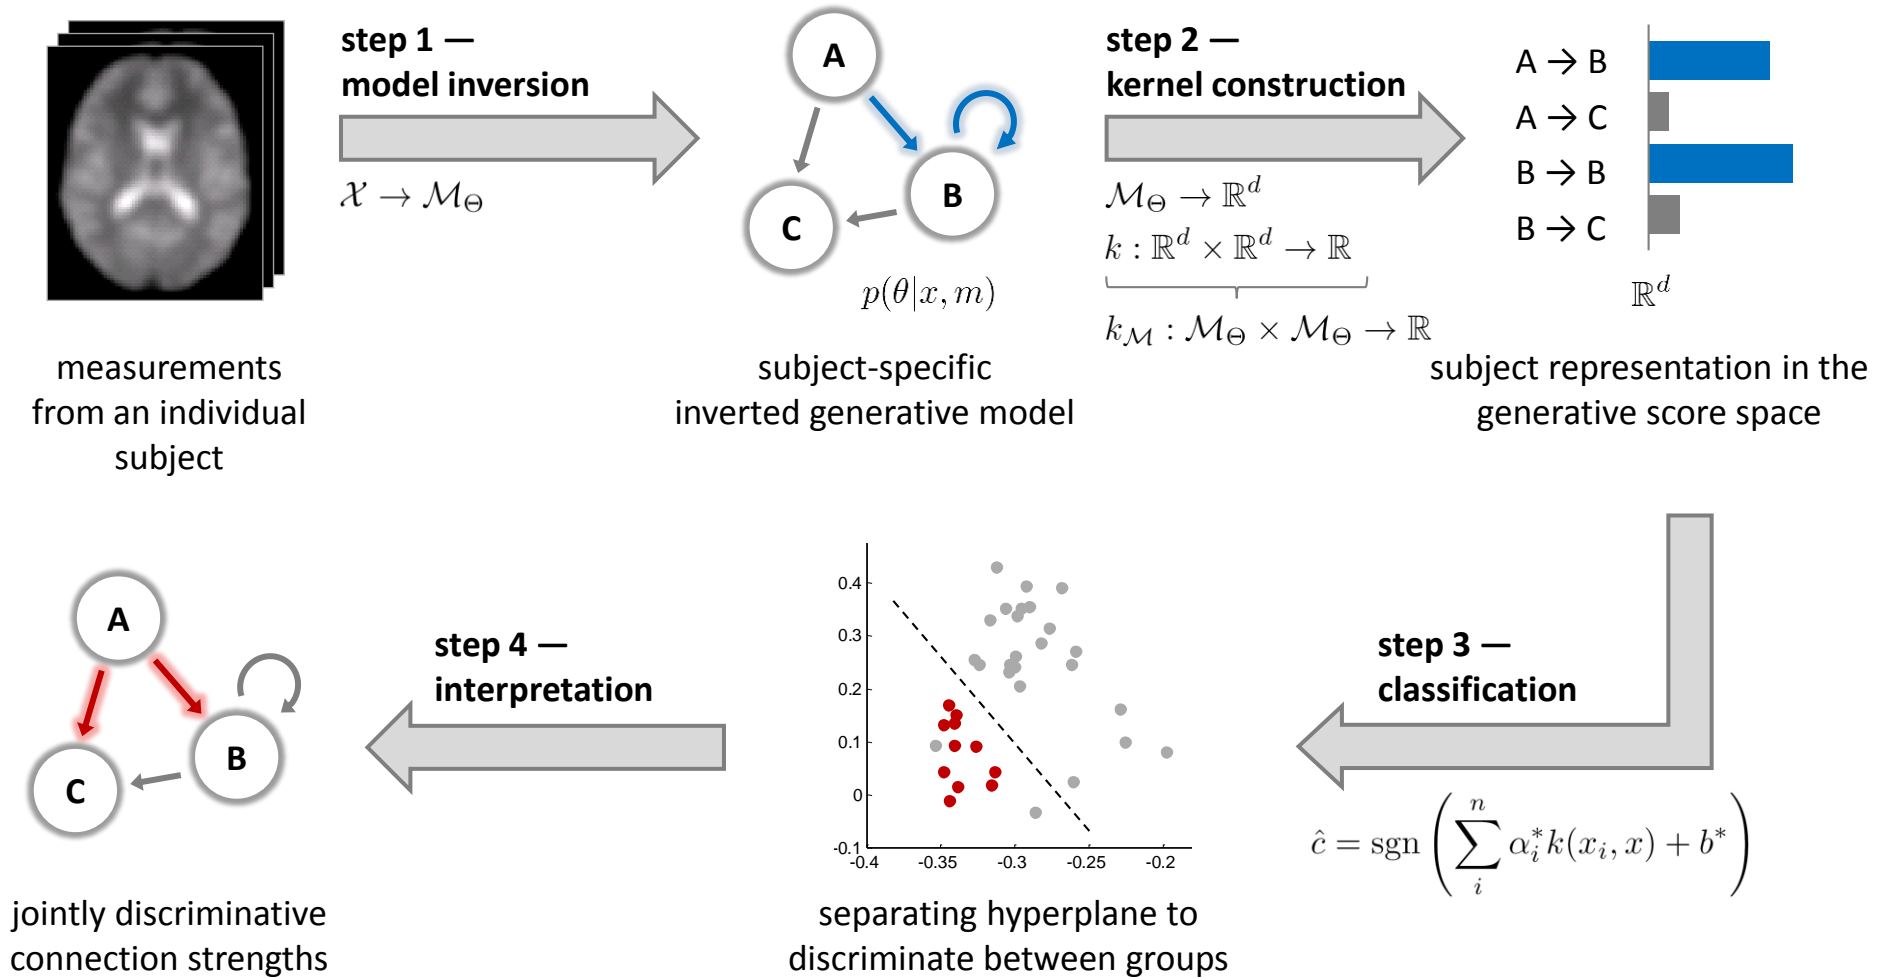 step 1 —
model inversion
𝒳 → ℳ_Θ
A
B
C
p(θ|x, m)
step 2 —
kernel construction
ℳ_Θ → ℝ^d
k : ℝ^d × ℝ^d → ℝ
k_ℳ : ℳ_Θ × ℳ_Θ → ℝ
A → B
A → C
B → B
B → C
ℝ^d
measurements
from an individual
subject
subject-specific
inverted generative model
subject representation in the
generative score space
A
B
C
step 4 —
interpretation
0.4
0.3
0.2
0.1
0
-0.1
-0.4
-0.35
-0.3
-0.25
-0.2
step 3 —
classification
ĉ = sgn ( ∑_i^n α_i^* k(x_i, x) + b^* )
jointly discriminative
connection strengths
separating hyperplane to
discriminate between groups